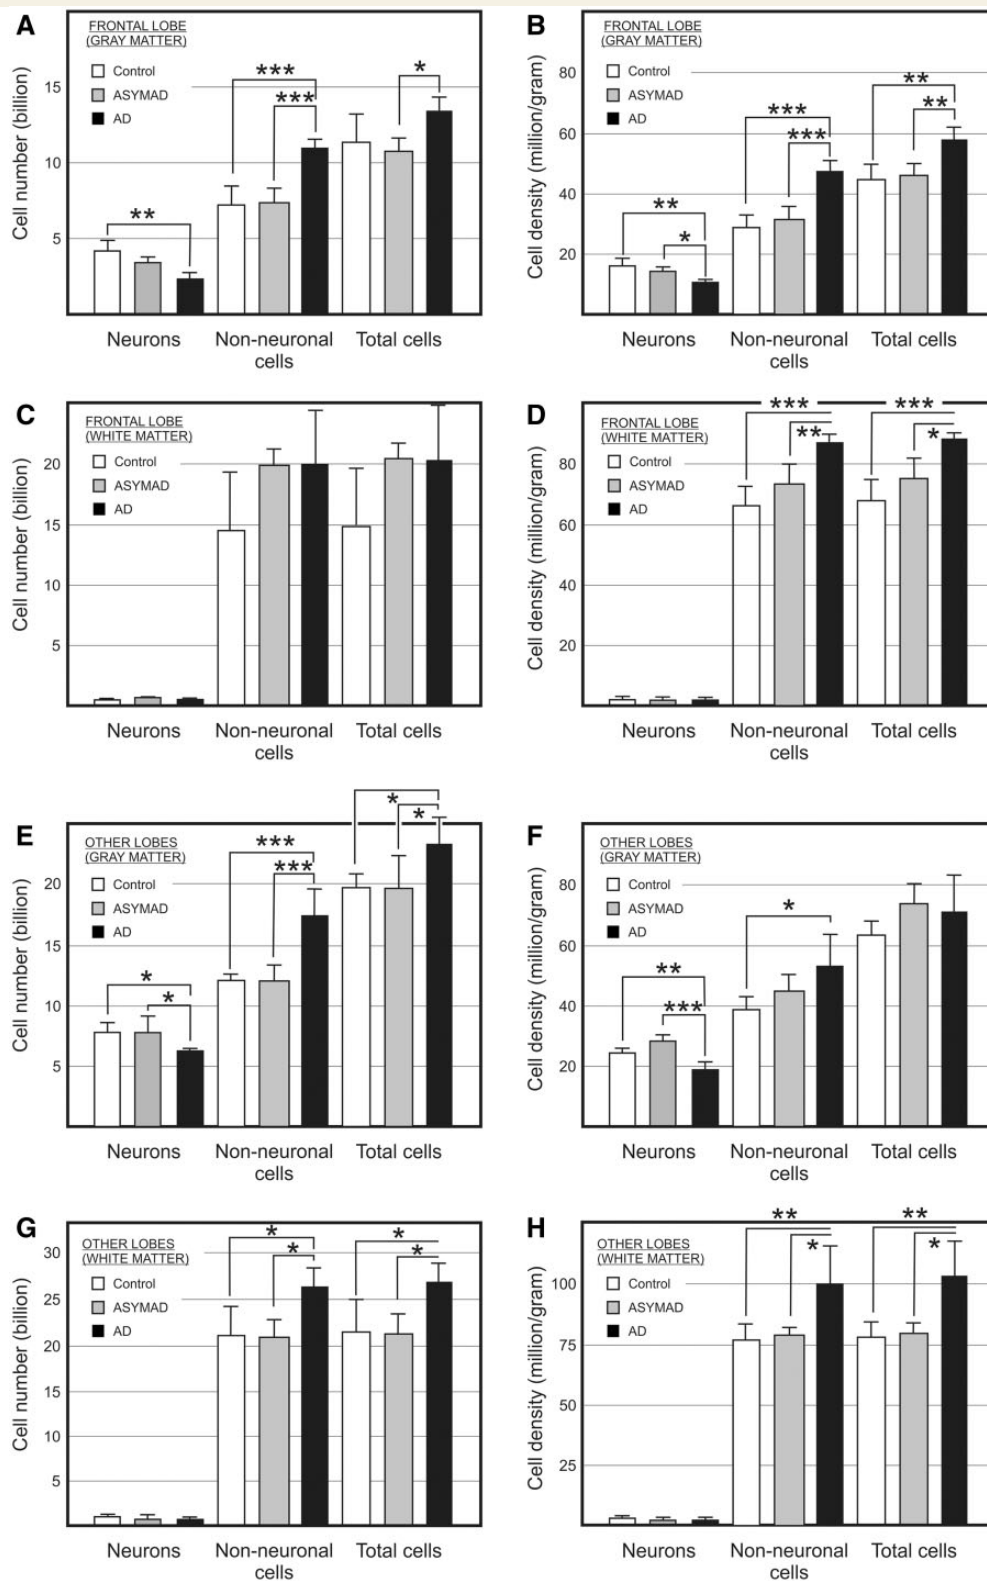 A
FRONTAL LOBE
(GRAY MATTER)
Control
ASYMAD
AD
Cell number (billion)
15
10
5
**
***
***
*
Neurons
Non-neuronal
cells
Total cells
B
FRONTAL LOBE
(GRAY MATTER)
Control
ASYMAD
AD
Cell density (million/gram)
80
60
40
20
**
*
***
***
**
**
Neurons
Non-neuronal
cells
Total cells
C
FRONTAL LOBE
(WHITE MATTER)
Control
ASYMAD
AD
Cell number (billion)
20
15
10
5
Neurons
Non-neuronal
cells
Total cells
D
FRONTAL LOBE
(WHITE MATTER)
Control
ASYMAD
AD
Cell density (million/gram)
80
60
40
20
***
**
***
*
Neurons
Non-neuronal
cells
Total cells
E
OTHER LOBES
(GRAY MATTER)
Control
ASYMAD
AD
Cell number (billion)
20
15
10
5
*
*
***
***
*
*
Neurons
Non-neuronal
cells
Total cells
F
OTHER LOBES
(GRAY MATTER)
Control
ASYMAD
AD
Cell density (million/gram)
80
60
40
20
**
***
*
Neurons
Non-neuronal
cells
Total cells
G
OTHER LOBES
(WHITE MATTER)
Control
ASYMAD
AD
Cell number (billion)
30
25
20
15
10
5
*
*
*
*
Neurons
Non-neuronal
cells
Total cells
H
OTHER LOBES
(WHITE MATTER)
Control
ASYMAD
AD
Cell density (million/gram)
100
75
50
25
**
*
**
*
Neurons
Non-neuronal
cells
Total cells